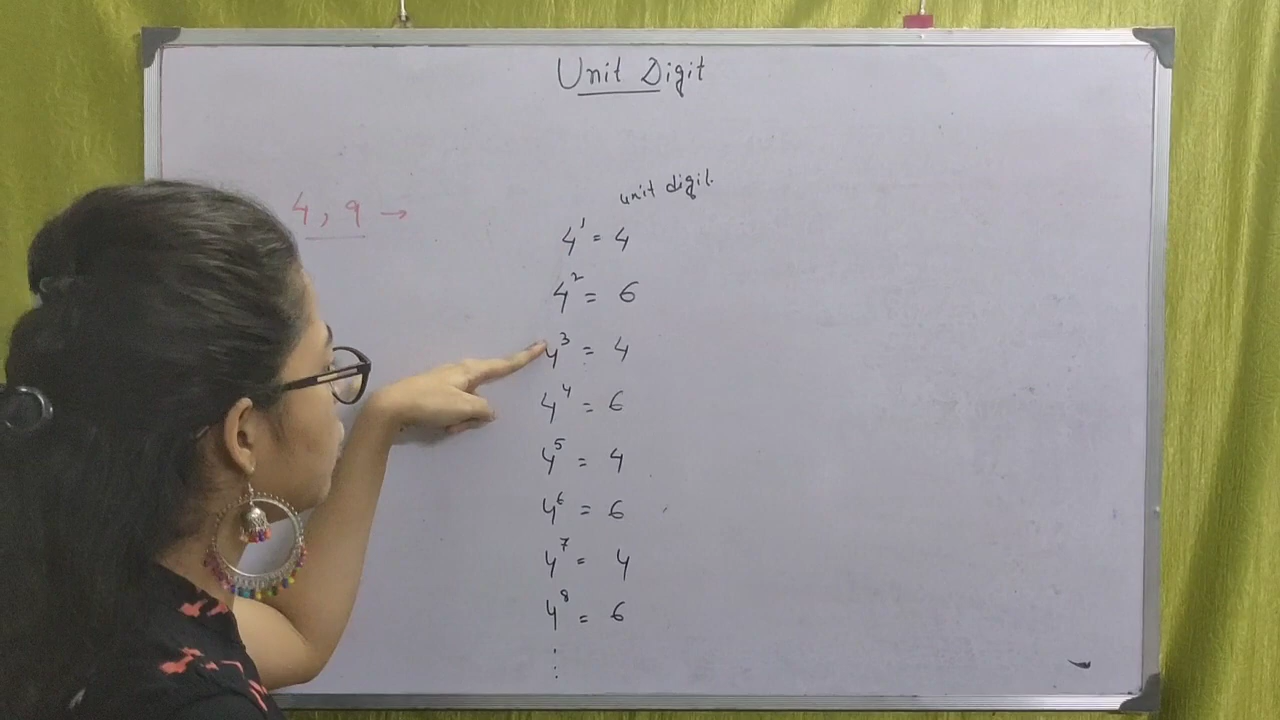 Unit Digit
unit digit.
4, 9 →
4¹ = 4
4² = 6
4³ = 4
4⁴ = 6
4⁵ = 4
4⁶ = 6
4⁷ = 4
4⁸ = 6
⋮